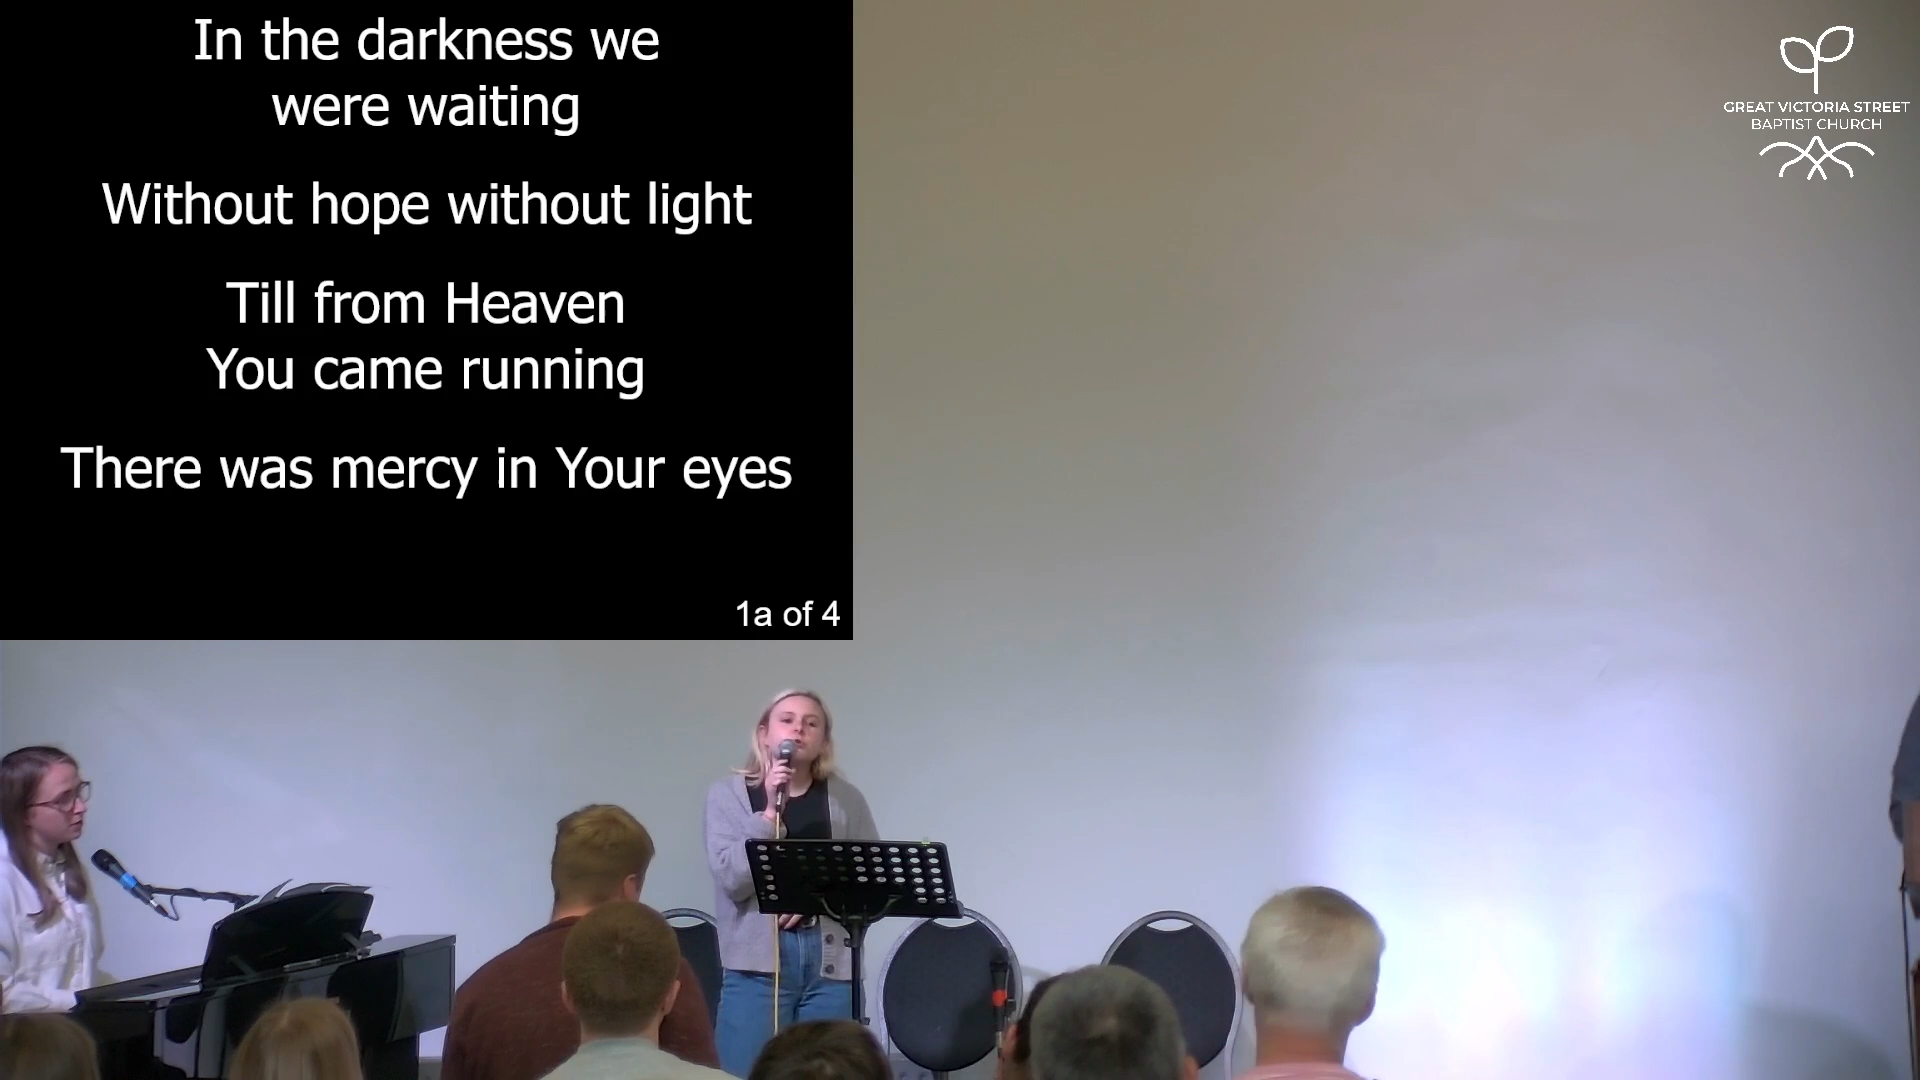 In the darkness we
were waiting
Without hope without light
Till from Heaven
You came running
There was mercy in Your eyes
1a of 4
GREAT VICTORIA STREET
BAPTIST CHURCH